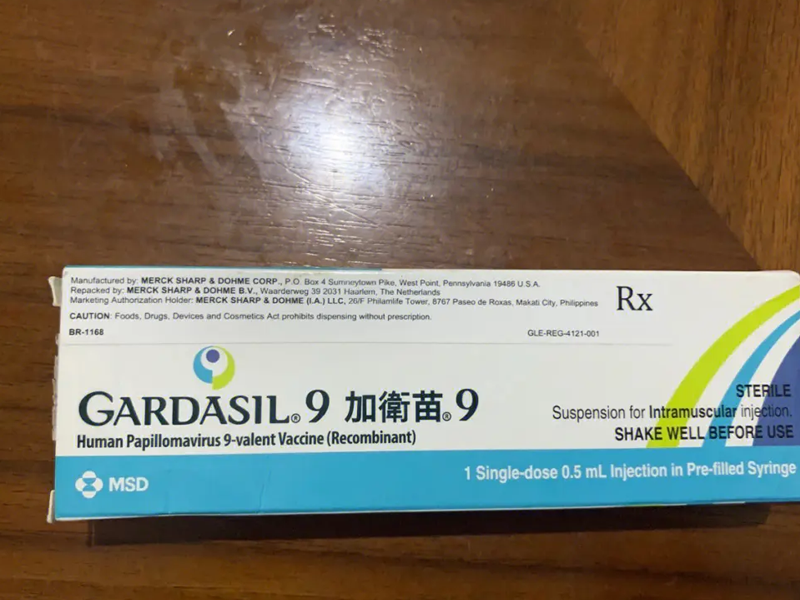 Manufactured by: MERCK SHARP & DOHME CORP., P.O. Box 4 Sumneytown Pike, West Point, Pennsylvania 19486 U.S.A.
Repacked by: MERCK SHARP & DOHME B.V., Waarderweg 39 2031 Haarlem, The Netherlands
Marketing Authorization Holder: MERCK SHARP & DOHME (I.A.) LLC, 26/F Philamlife Tower, 8767 Paseo de Roxas, Makati City, Philippines
Rx
CAUTION: Foods, Drugs, Devices and Cosmetics Act prohibits dispensing without prescription.
BR-1168
GLE-REG-4121-001
GARDASIL® 9 加衛苗® 9
Human Papillomavirus 9-valent Vaccine (Recombinant)
STERILE
Suspension for Intramuscular injection.
SHAKE WELL BEFORE USE
MSD
1 Single-dose 0.5 mL Injection in Pre-filled Syringe